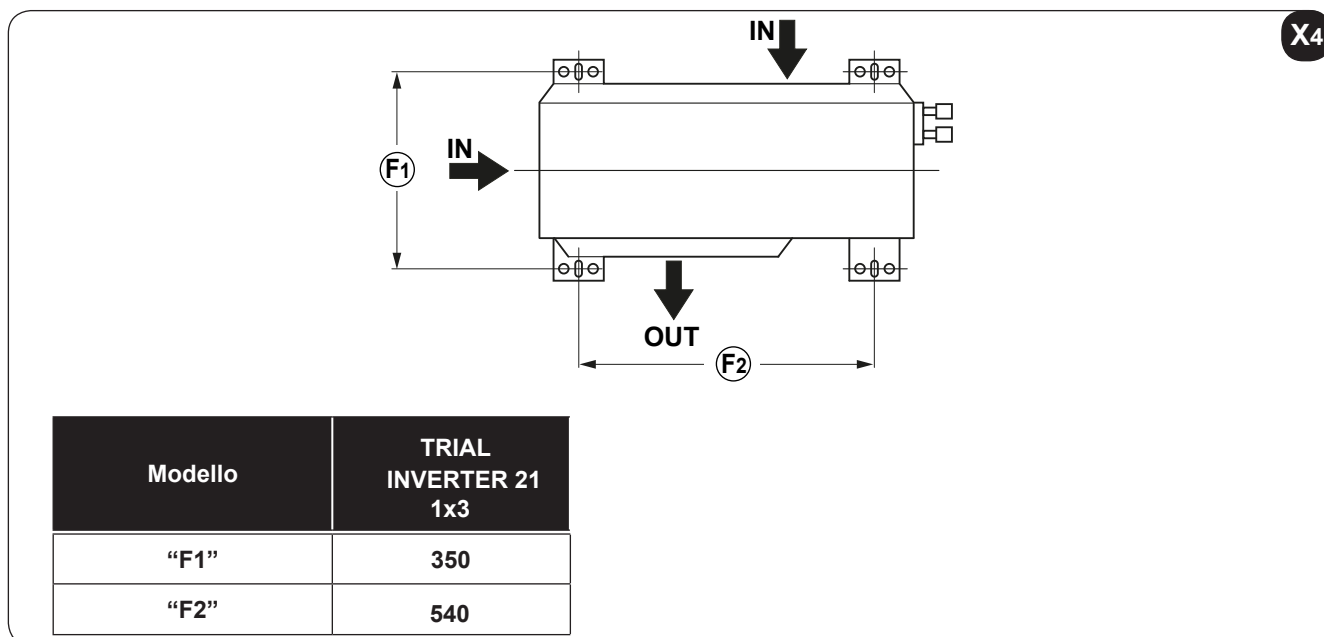 IN
X4
IN
F1
OUT
F2
Modello
TRIAL
INVERTER 21
1x3
“F1”
350
“F2”
540